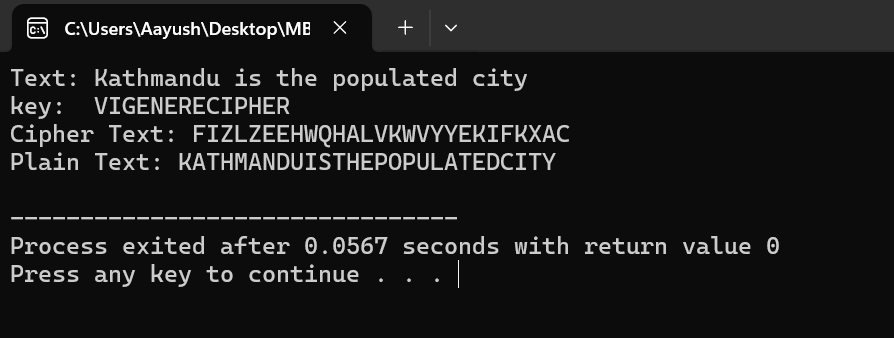 C:\Users\Aayush\Desktop\MB
Text: Kathmandu is the populated city
key:  VIGENERECIPHER
Cipher Text: FIZLZEEHWQHALVKWVYYEKIFKXAC
Plain Text: KATHMANDUISTHEPOPULATEDCITY
--------------------------------
Process exited after 0.0567 seconds with return value 0
Press any key to continue . . .